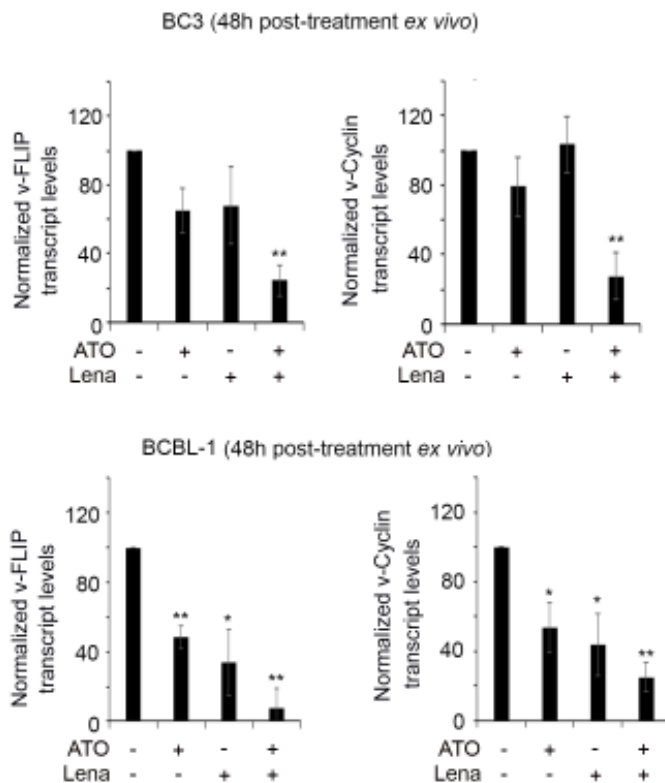 BC3 (48h post-treatment ex vivo)
Normalized v-FLIP
transcript levels
120
80
40
0
**
ATO - + - +
Lena - - + +
Normalized v-Cyclin
transcript levels
120
80
40
0
**
ATO - + - +
Lena - - + +
BCBL-1 (48h post-treatment ex vivo)
Normalized v-FLIP
transcript levels
120
80
40
0
** * **
ATO - + - +
Lena - - + +
Normalized v-Cyclin
transcript levels
120
80
40
0
* * **
ATO - + - +
Lena - - + +